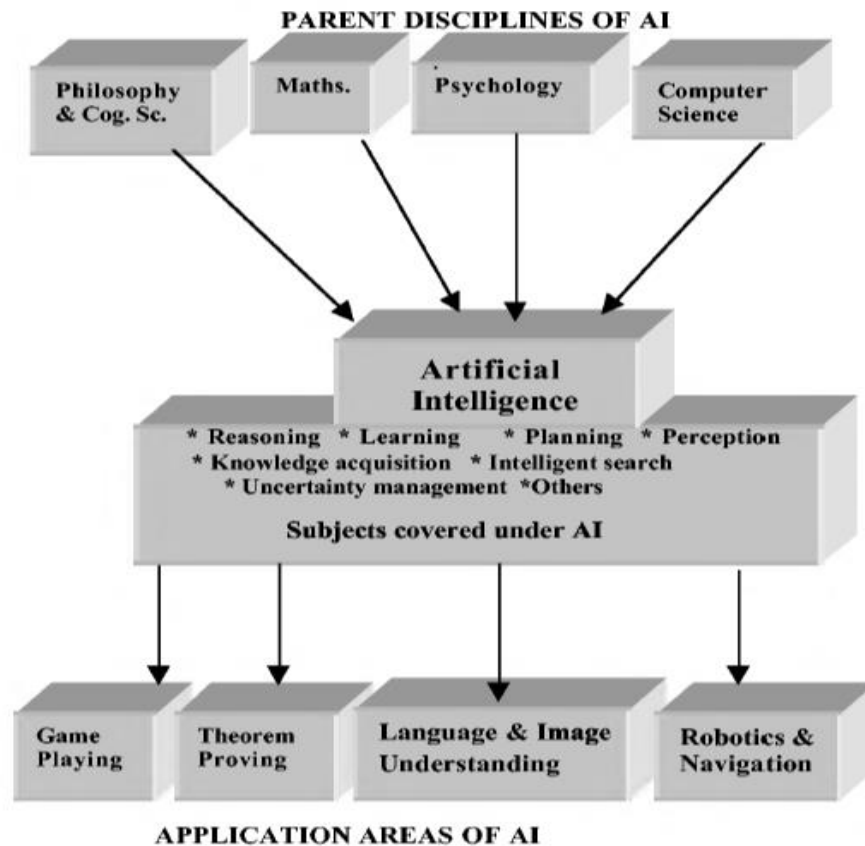 PARENT DISCIPLINES OF AI
Philosophy
& Cog. Sc.
Maths.
Psychology
Computer
Science
Artificial
Intelligence
* Reasoning * Learning * Planning * Perception
* Knowledge acquisition * Intelligent search
* Uncertainty management *Others
Subjects covered under AI
Game
Playing
Theorem
Proving
Language & Image
Understanding
Robotics &
Navigation
APPLICATION AREAS OF AI